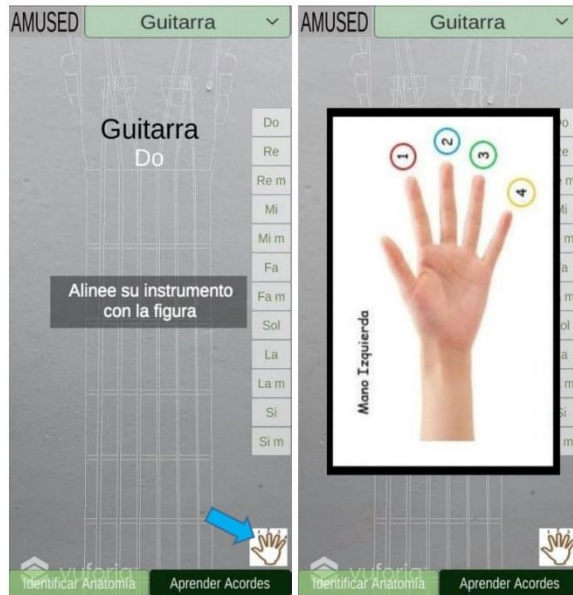 AMUSED
Guitarra
Guitarra
Do
Do
Re
Re m
Mi
Mi m
Fa
Fa m
Sol
La
La m
Si
Si m
Alinee su instrumento
con la figura
vuforia
Identificar Anatomía
Aprender Acordes
AMUSED
Guitarra
1
2
3
4
Mano Izquierda
o
e
m
m
a
m
ol
a
m
m
vuforia
Identificar Anatomía
Aprender Acordes